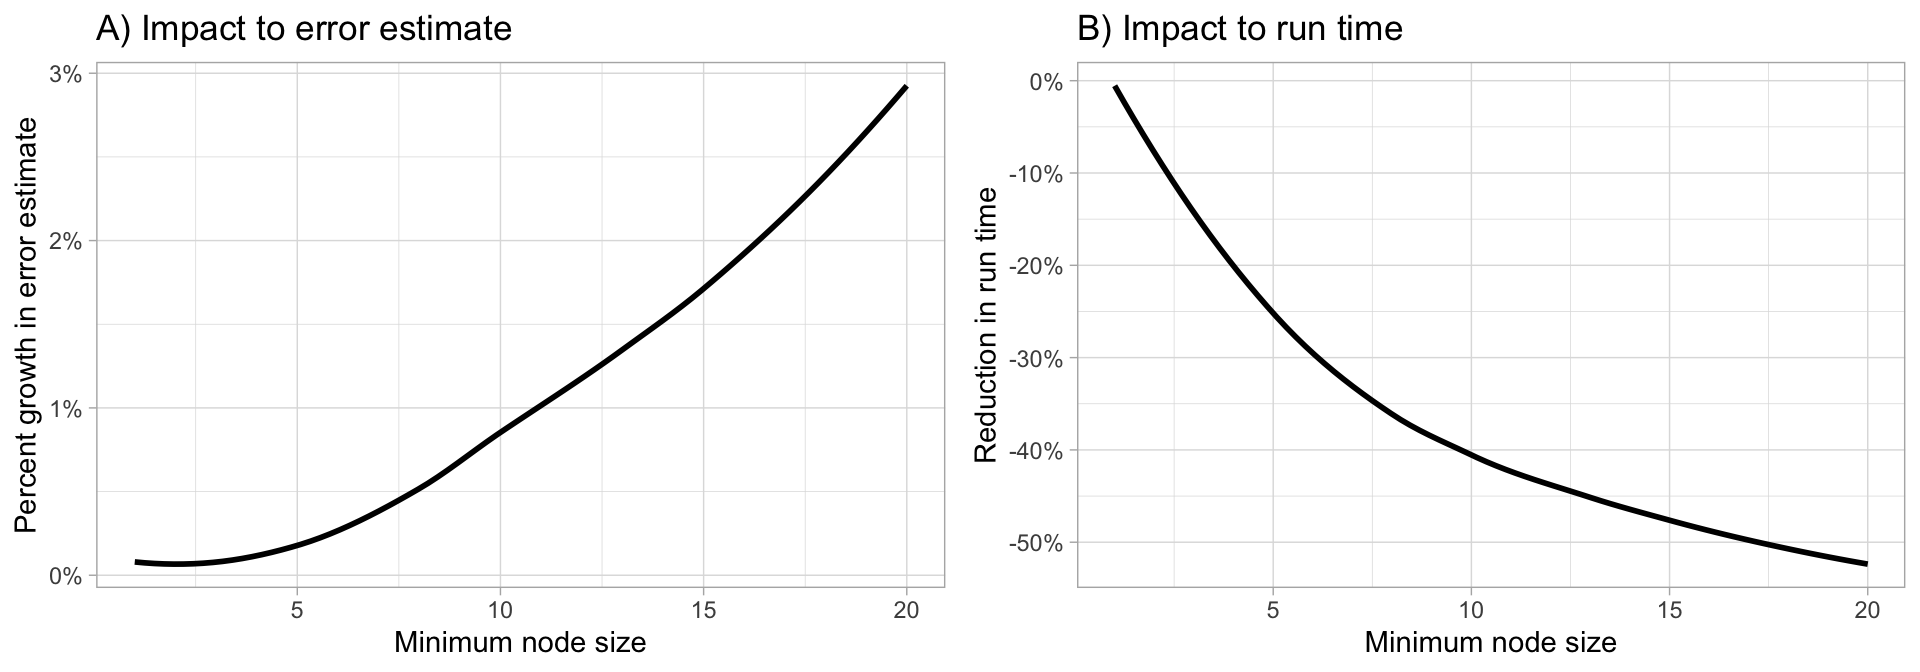 A) Impact to error estimate
Percent growth in error estimate
3%
2%
1%
0%
5 10 15 20
Minimum node size
B) Impact to run time
Reduction in run time
0%
-10%
-20%
-30%
-40%
-50%
5 10 15 20
Minimum node size